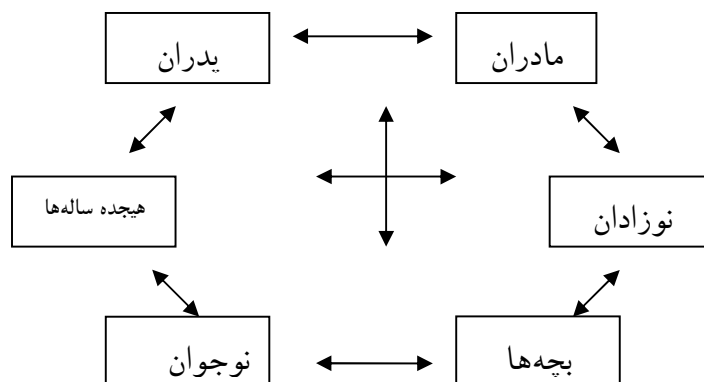 مادران
پدران
نوزادان
هیجده ساله‌ها
بچه‌ها
نوجوان